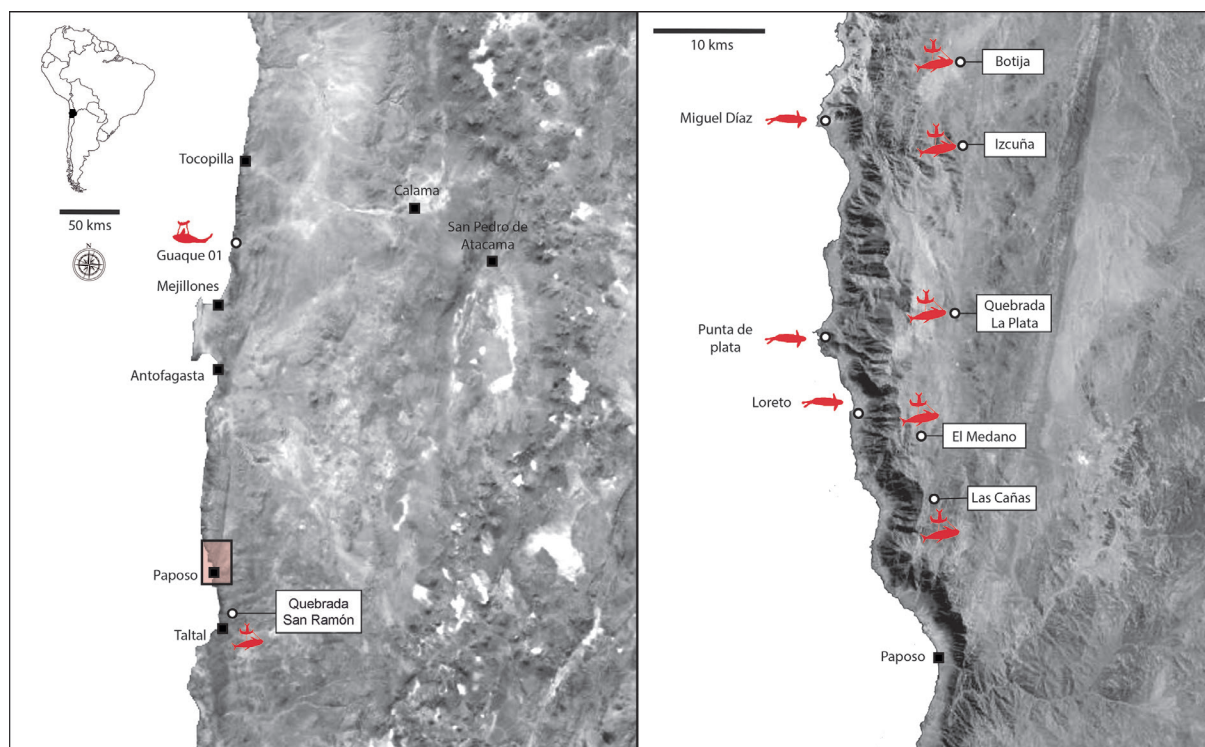 Tocopilla
Calama
50 kms
San Pedro de
Atacama
N
Guaque 01
Mejillones
Antofagasta
Paposo
Quebrada
San Ramón
Taltal
10 kms
Botija
Miguel Díaz
Izcuña
Quebrada
La Plata
Punta de
plata
Loreto
El Medano
Las Cañas
Paposo